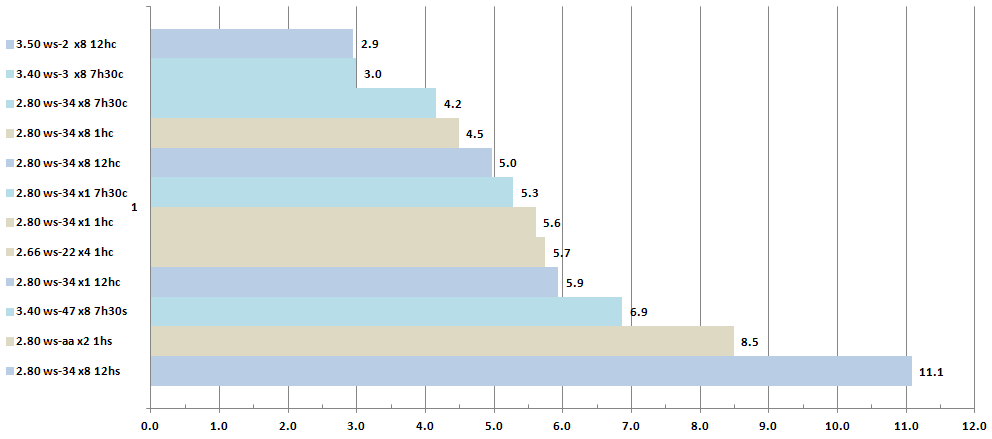 3.50 ws-2 x8 12hc 2.9
3.40 ws-3 x8 7h30c 3.0
2.80 ws-34 x8 7h30c 4.2
2.80 ws-34 x8 1hc 4.5
2.80 ws-34 x8 12hc 5.0
2.80 ws-34 x1 7h30c 5.3
1
2.80 ws-34 x1 1hc 5.6
2.66 ws-22 x4 1hc 5.7
2.80 ws-34 x1 12hc 5.9
3.40 ws-47 x8 7h30s 6.9
2.80 ws-aa x2 1hs 8.5
2.80 ws-34 x8 12hs 11.1
0.0 1.0 2.0 3.0 4.0 5.0 6.0 7.0 8.0 9.0 10.0 11.0 12.0